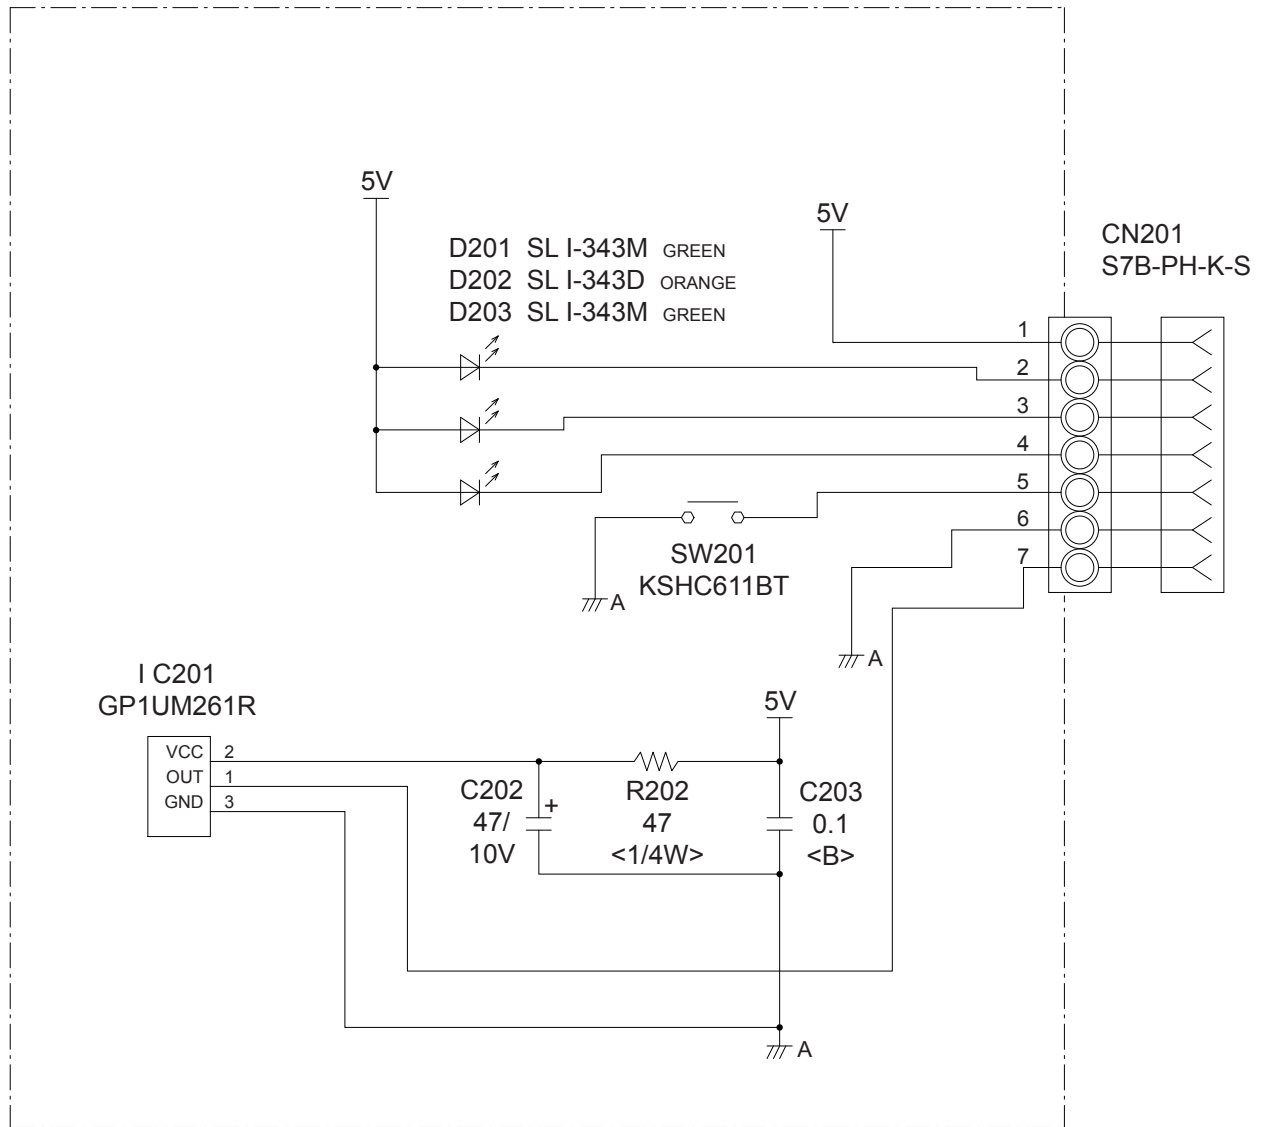 5V
5V
D201 SL I-343M GREEN
D202 SL I-343D ORANGE
D203 SL I-343M GREEN
CN201
S7B-PH-K-S
1
2
3
4
5
6
7
SW201
KSHC611BT
A
A
I C201
GP1UM261R
VCC 2
OUT 1
GND 3
5V
C202
47/
10V
+
R202
47
<1/4W>
C203
0.1
<B>
A